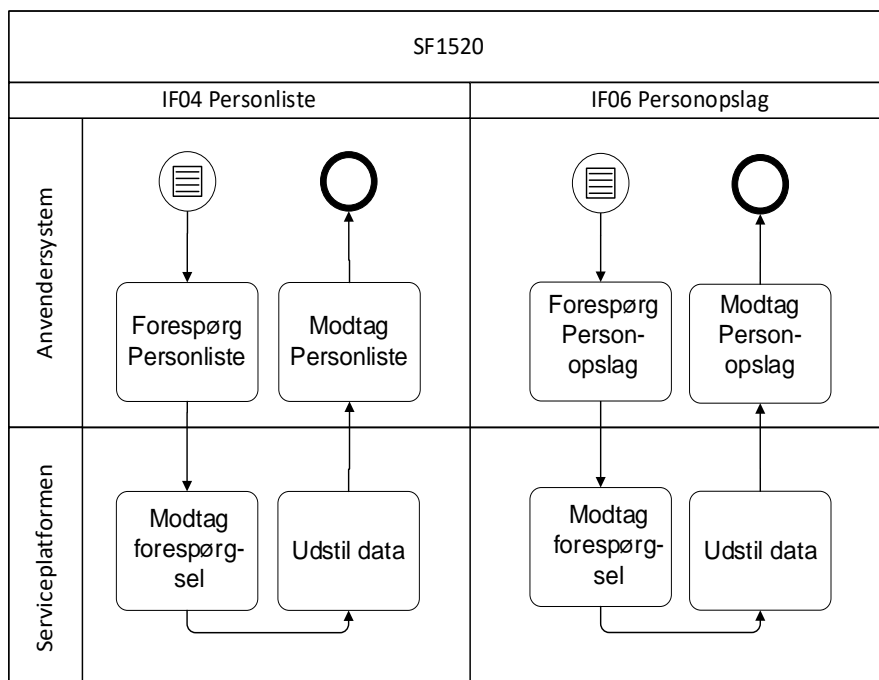 SF1520
IF04 Personliste
IF06 Personopslag
Anvendersystem
Forespørg
Personliste
Modtag
Personliste
Forespørg
Person-
opslag
Modtag
Person-
opslag
Serviceplatformen
Modtag
forespørg-
sel
Udstil data
Modtag
forespørg-
sel
Udstil data